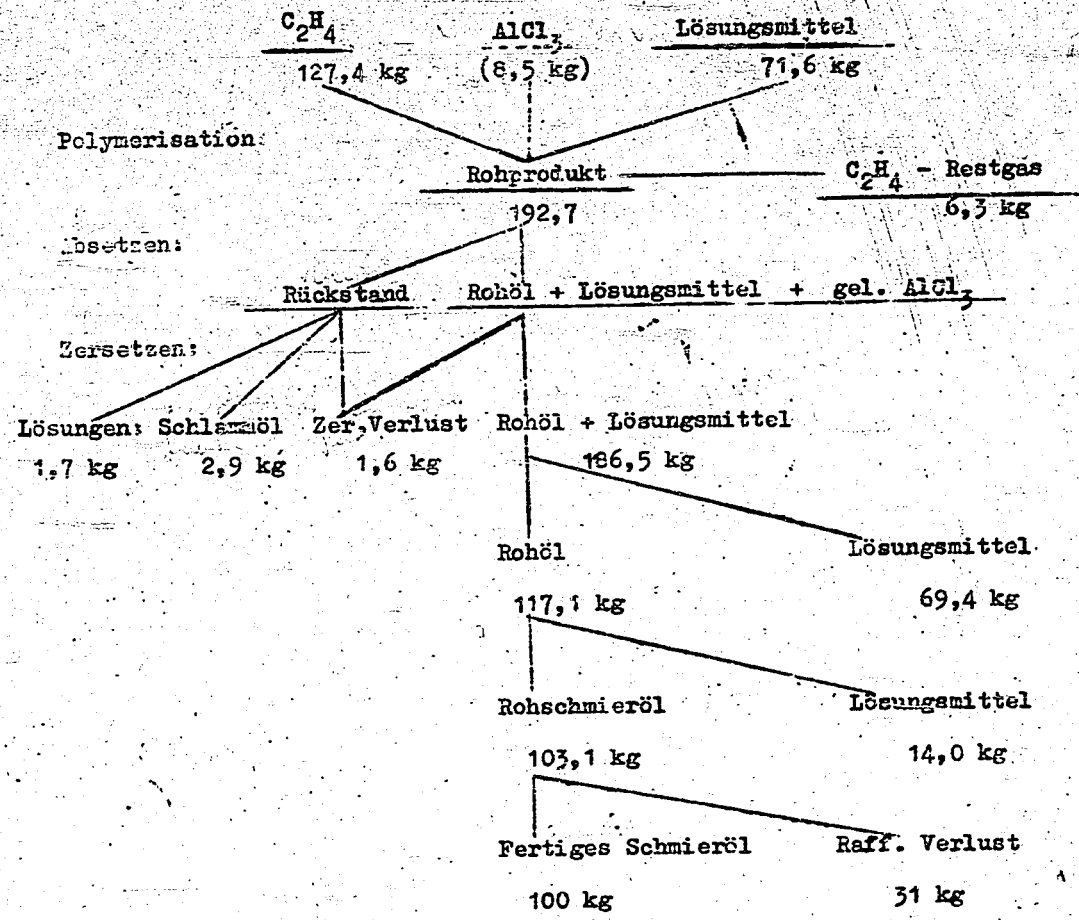 C2H4 AlCl3 Lösungsmittel
127,4 kg (8,5 kg) 71,6 kg
Polymerisation:
Rohprodukt C2H4 - Restgas
192,7 6,3 kg
Absetzen:
Rückstand Rohöl + Lösungsmittel + gel. AlCl3
Zersetzen:
Lösungen: Schlammöl Zer.Verlust Rohöl + Lösungsmittel
1,7 kg 2,9 kg 1,6 kg 186,5 kg
Rohöl Lösungsmittel
117,1 kg 69,4 kg
Rohschmieröl Lösungsmittel
103,1 kg 14,0 kg
Fertiges Schmieröl Raff. Verlust
100 kg 31 kg